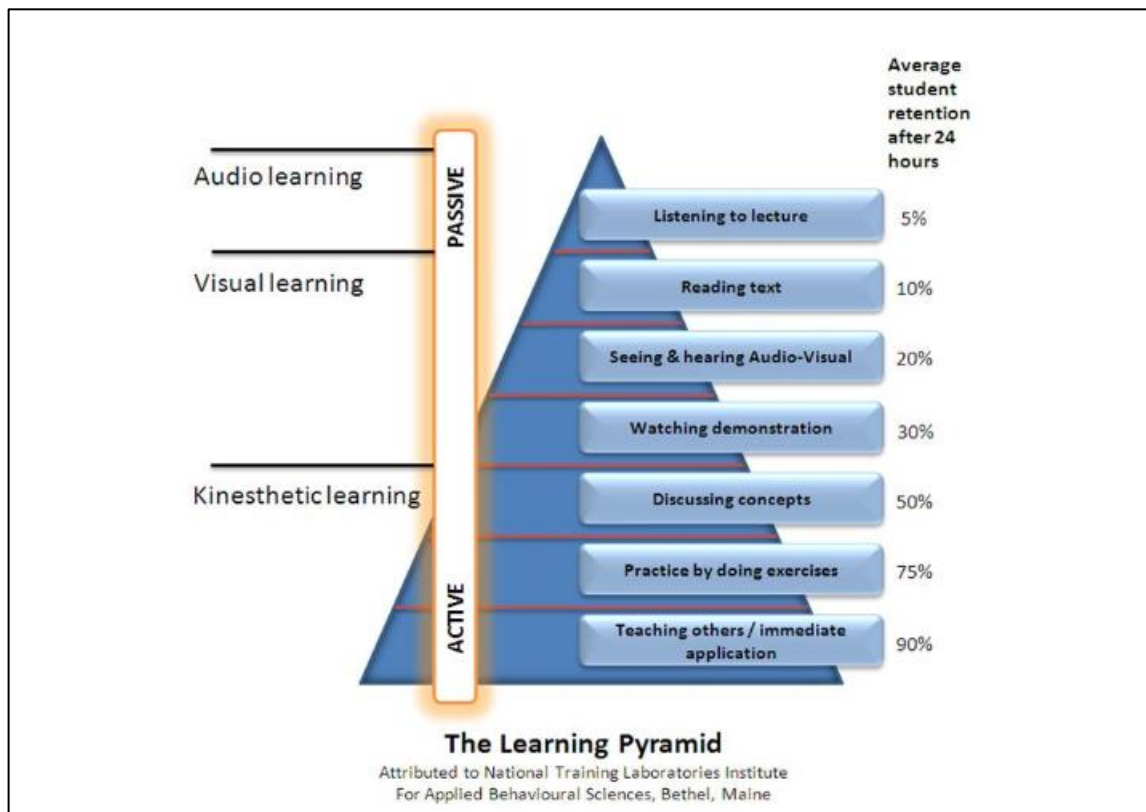 Average
student
retention
after 24
hours
Audio learning
Visual learning
Kinesthetic learning
PASSIVE
ACTIVE
Listening to lecture 5%
Reading text 10%
Seeing & hearing Audio-Visual 20%
Watching demonstration 30%
Discussing concepts 50%
Practice by doing exercises 75%
Teaching others / immediate
application 90%
The Learning Pyramid
Attributed to National Training Laboratories Institute
For Applied Behavioural Sciences, Bethel, Maine